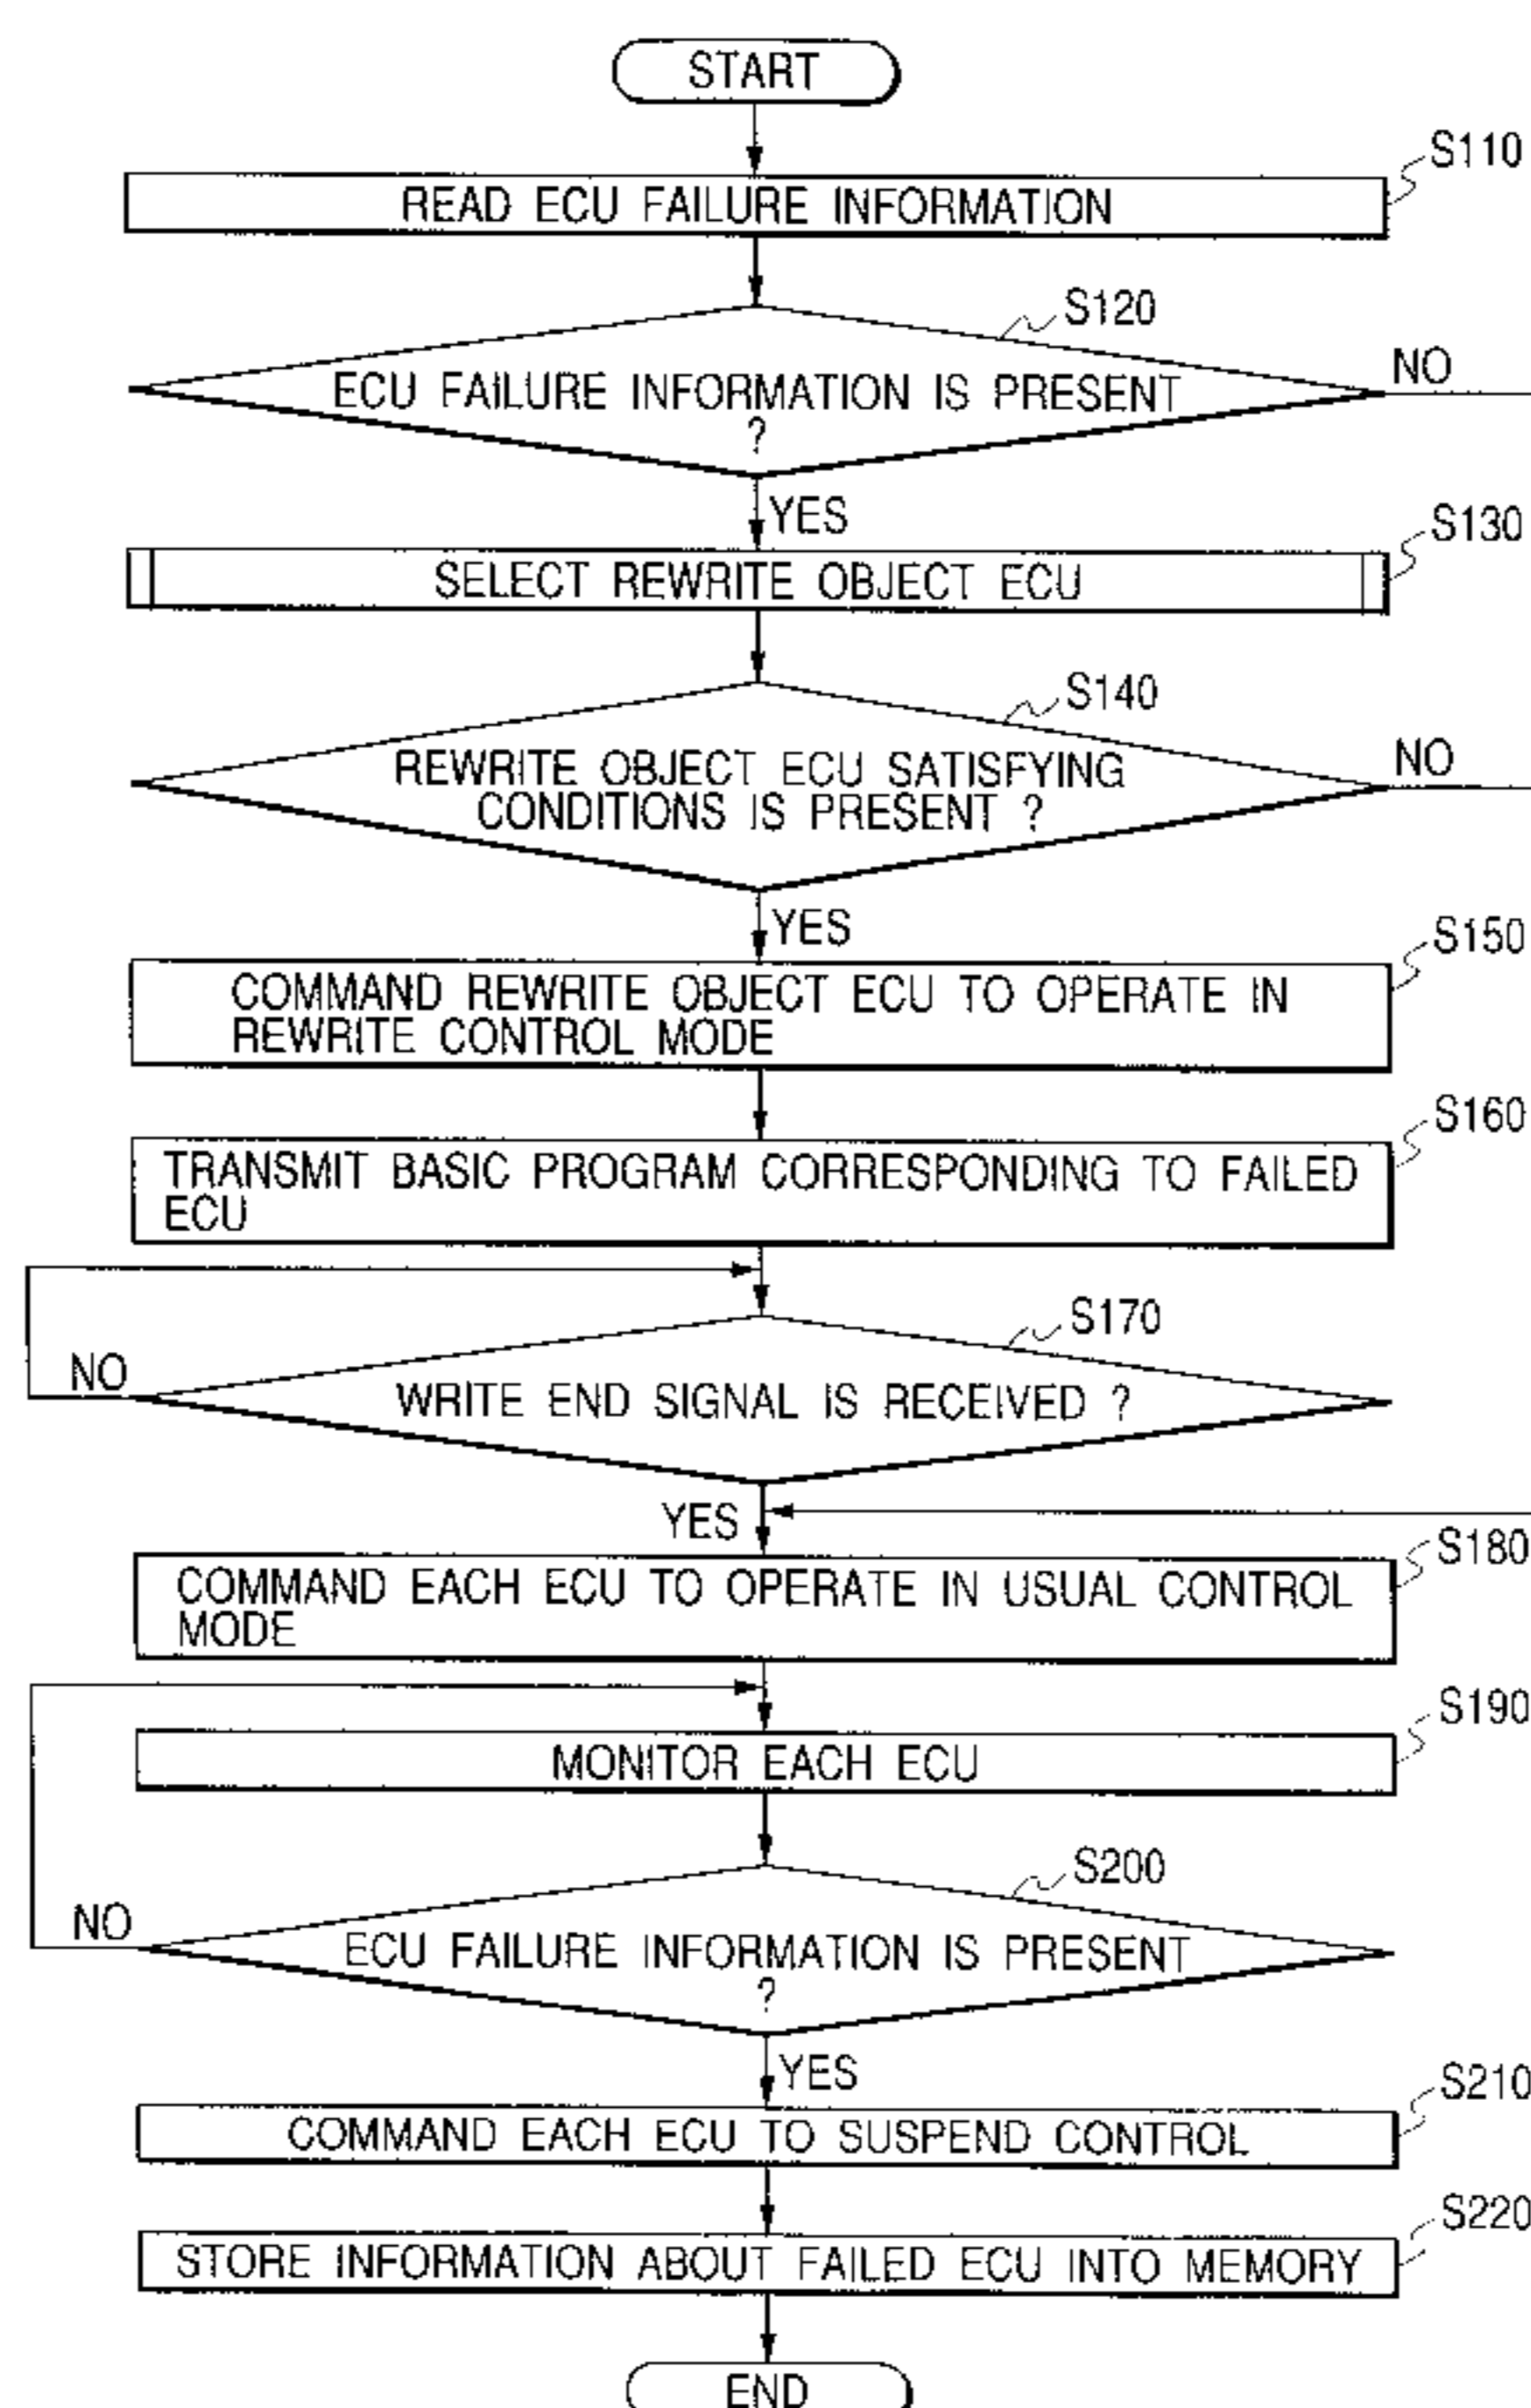 START
S110
READ ECU FAILURE INFORMATION
S120
ECU FAILURE INFORMATION IS PRESENT
?
NO
YES
S130
SELECT REWRITE OBJECT ECU
S140
REWRITE OBJECT ECU SATISFYING
CONDITIONS IS PRESENT ?
NO
YES
S150
COMMAND REWRITE OBJECT ECU TO OPERATE IN
REWRITE CONTROL MODE
S160
TRANSMIT BASIC PROGRAM CORRESPONDING TO FAILED
ECU
S170
NO
WRITE END SIGNAL IS RECEIVED ?
YES
S180
COMMAND EACH ECU TO OPERATE IN USUAL CONTROL
MODE
S190
MONITOR EACH ECU
S200
NO
ECU FAILURE INFORMATION IS PRESENT
?
YES
S210
COMMAND EACH ECU TO SUSPEND CONTROL
S220
STORE INFORMATION ABOUT FAILED ECU INTO MEMORY
END